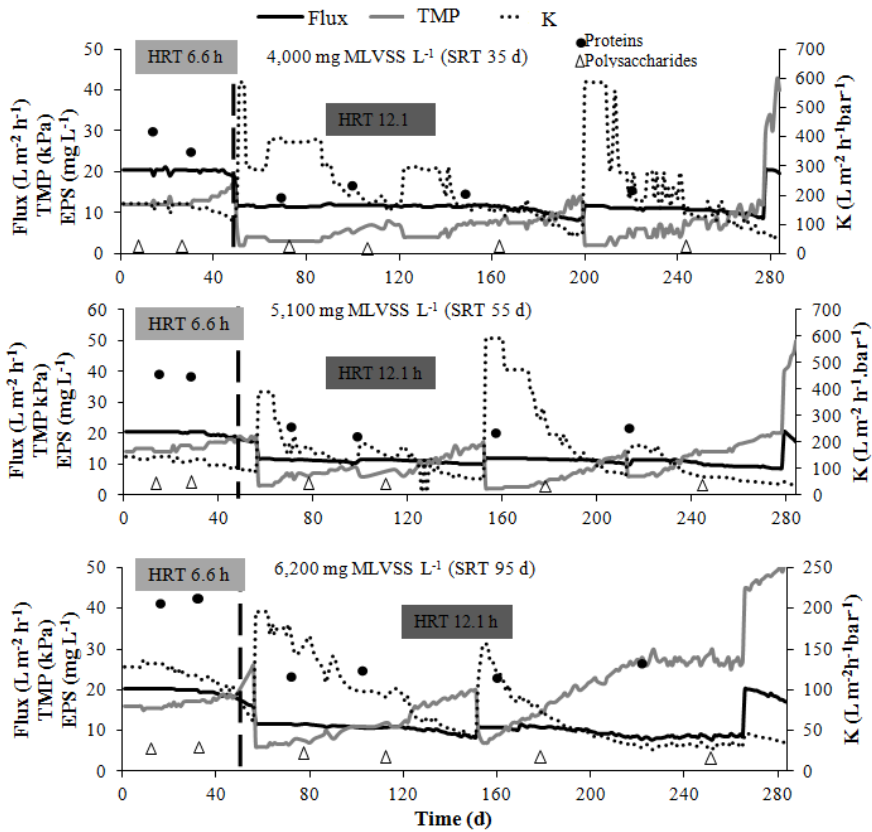 Flux TMP K
Proteins
Polysaccharides
HRT 6.6 h
4,000 mg MLVSS L⁻¹ (SRT 35 d)
HRT 12.1
Flux (L m⁻² h⁻¹)
TMP (kPa)
EPS (mg L⁻¹)
50
40
30
20
10
0
700
600
500
400
300
200
100
0
K (L m⁻² h⁻¹bar⁻¹)
0 40 80 120 160 200 240 280
5,100 mg MLVSS L⁻¹ (SRT 55 d)
HRT 6.6 h
HRT 12.1 h
Flux (L m⁻² h⁻¹)
TMP kPa)
EPS (mg L⁻¹)
60
50
40
30
20
10
0
700
600
500
400
300
200
100
0
K (L m⁻² h⁻¹.bar⁻¹)
0 40 80 120 160 200 240 280
6,200 mg MLVSS L⁻¹ (SRT 95 d)
HRT 6.6 h
HRT 12.1 h
Flux (L m⁻² h⁻¹)
TMP (kPa)
EPS (mg L⁻¹)
50
40
30
20
10
0
250
200
150
100
50
0
K (L m⁻²h⁻¹bar⁻¹)
0 40 80 120 160 200 240 280
Time (d)